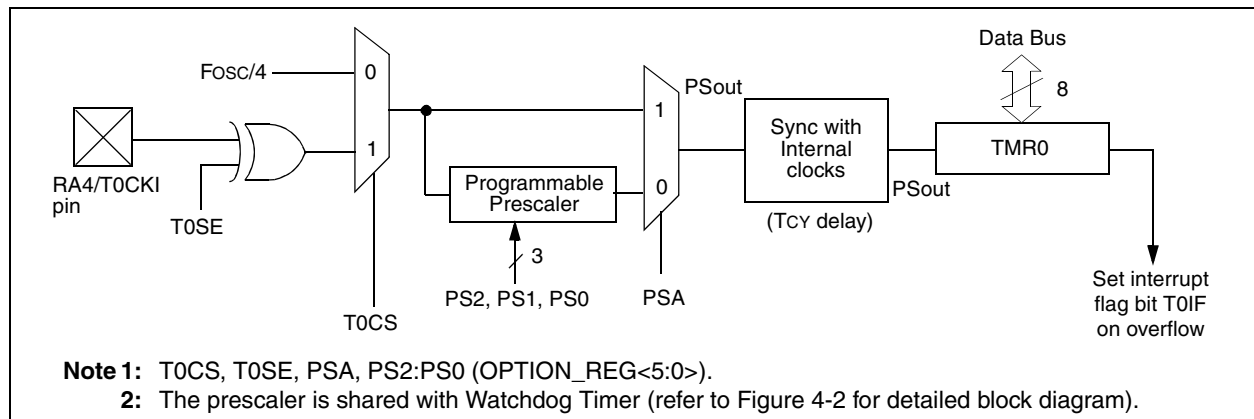 Data Bus
8
FOSC/4
0
1
RA4/T0CKI
pin
T0SE
T0CS
Programmable
Prescaler
3
PS2, PS1, PS0
1
0
PSA
PSout
Sync with
Internal
clocks
(TCY delay)
PSout
TMR0
Set interrupt
flag bit T0IF
on overflow
Note 1: T0CS, T0SE, PSA, PS2:PS0 (OPTION_REG<5:0>).
2: The prescaler is shared with Watchdog Timer (refer to Figure 4-2 for detailed block diagram).